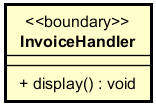 <<boundary>>
InvoiceHandler
+ display() : void